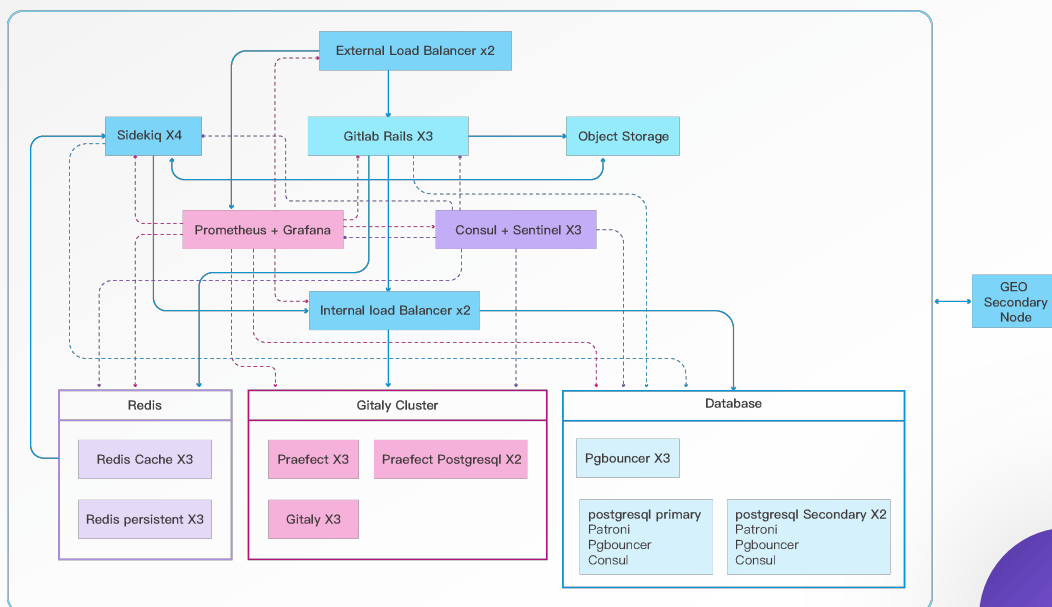 External Load Balancer x2
Sidekiq X4
Gitlab Rails X3
Object Storage
Prometheus + Grafana
Consul + Sentinel X3
Internal load Balancer x2
GEO
Secondary
Node
Redis
Redis Cache X3
Redis persistent X3
Gitaly Cluster
Praefect X3
Praefect Postgresql X2
Gitaly X3
Database
Pgbouncer X3
postgresql primary
Patroni
Pgbouncer
Consul
postgresql Secondary X2
Patroni
Pgbouncer
Consul